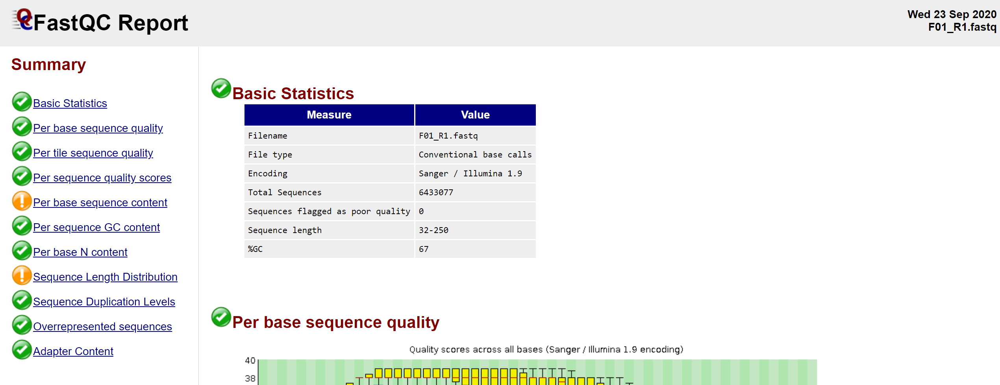 FastQC Report
Wed 23 Sep 2020
F01_R1.fastq
Summary
Basic Statistics
Per base sequence quality
Per tile sequence quality
Per sequence quality scores
Per base sequence content
Per sequence GC content
Per base N content
Sequence Length Distribution
Sequence Duplication Levels
Overrepresented sequences
Adapter Content
Basic Statistics
Measure Value
Filename F01_R1.fastq
File type Conventional base calls
Encoding Sanger / Illumina 1.9
Total Sequences 6433077
Sequences flagged as poor quality 0
Sequence length 32-250
%GC 67
Per base sequence quality
Quality scores across all bases (Sanger / Illumina 1.9 encoding)
40
38